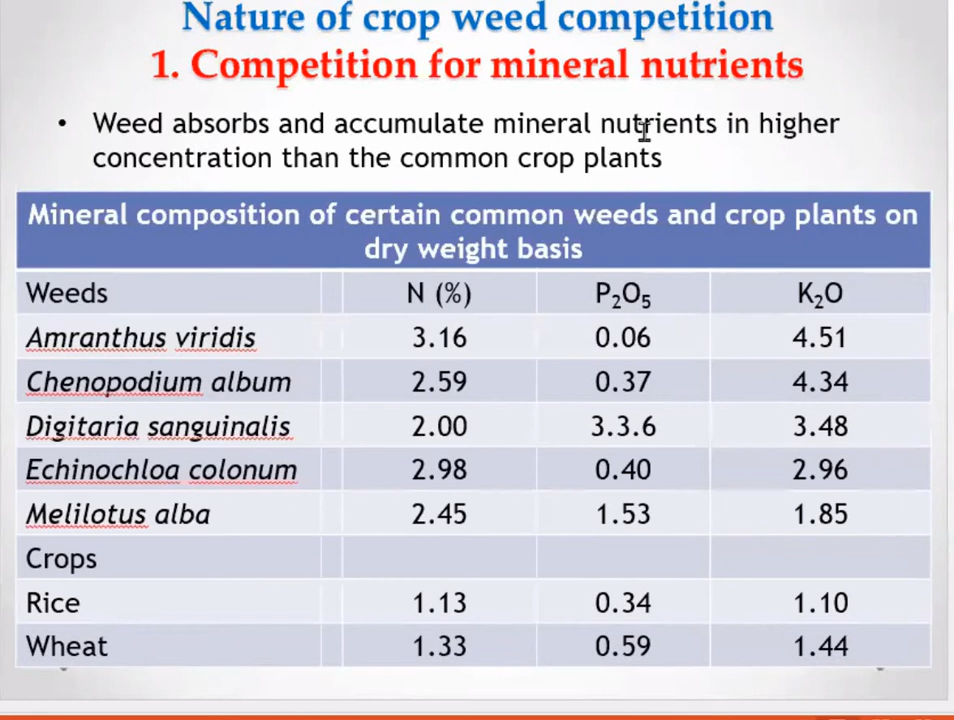 Nature of crop weed competition
1. Competition for mineral nutrients
• Weed absorbs and accumulate mineral nutrients in higher
concentration than the common crop plants
Mineral composition of certain common weeds and crop plants on
dry weight basis
Weeds N (%) P₂O₅ K₂O
Amranthus viridis 3.16 0.06 4.51
Chenopodium album 2.59 0.37 4.34
Digitaria sanguinalis 2.00 3.3.6 3.48
Echinochloa colonum 2.98 0.40 2.96
Melilotus alba 2.45 1.53 1.85
Crops
Rice 1.13 0.34 1.10
Wheat 1.33 0.59 1.44